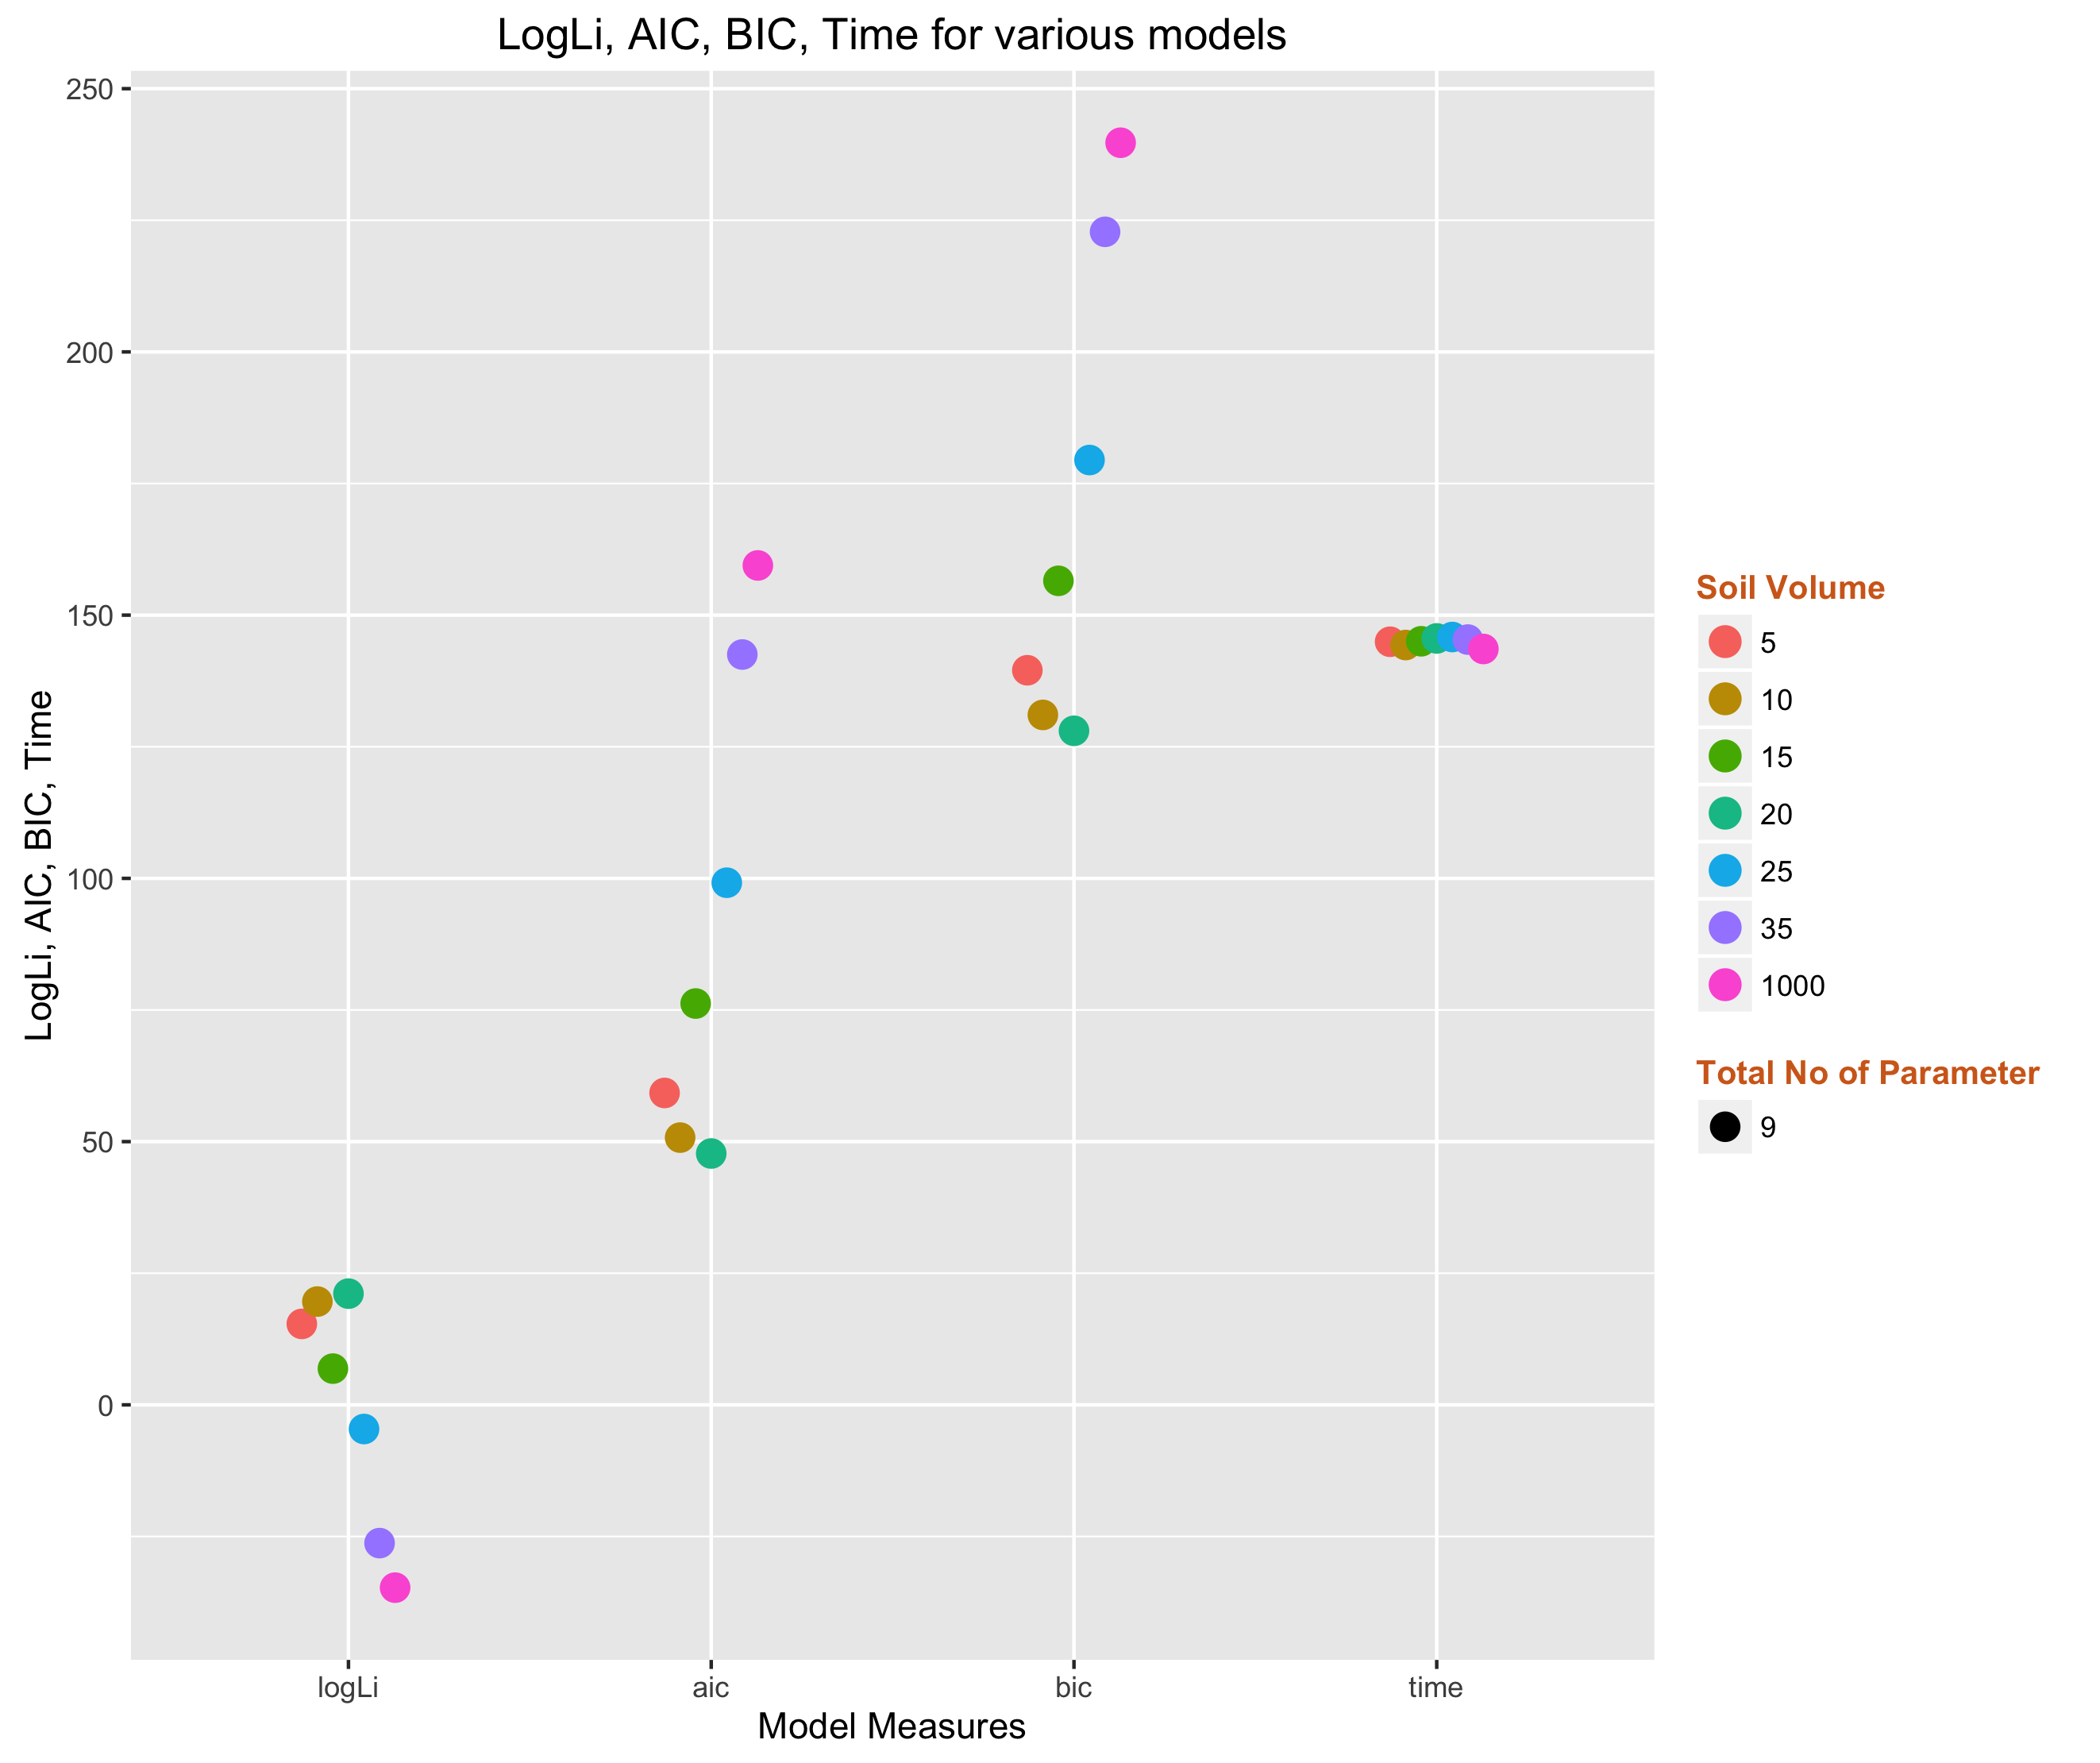 LogLi, AIC, BIC, Time for various models
LogLi, AIC, BIC, Time
250
200
150
100
50
0
logLi aic bic time
Model Measures
Soil Volume
5
10
15
20
25
35
1000
Total No of Parameter
9